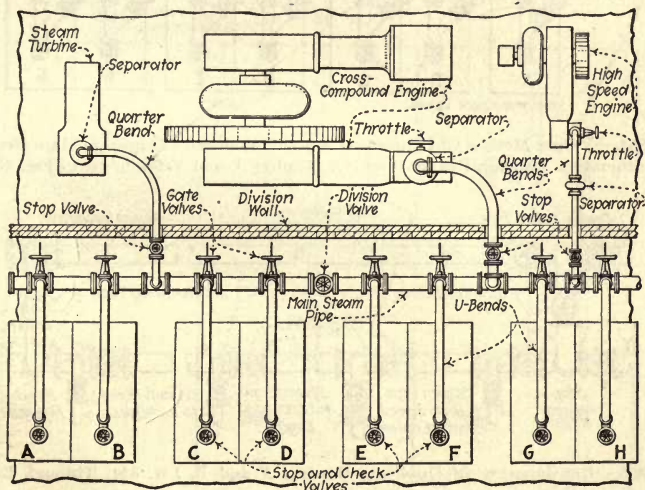 Steam
Turbine
Separator
Quarter
Bend
Cross-
Compound Engine
Throttle
Separator
High
Speed
Engine
Throttle
Quarter
Bends
Separator
Stop Valve
Gate
Valves
Division
Wall
Division
Valve
Stop
Valves
Main Steam
Pipe
U-Bends
A B C D E F G H
Stop and Check
Valves